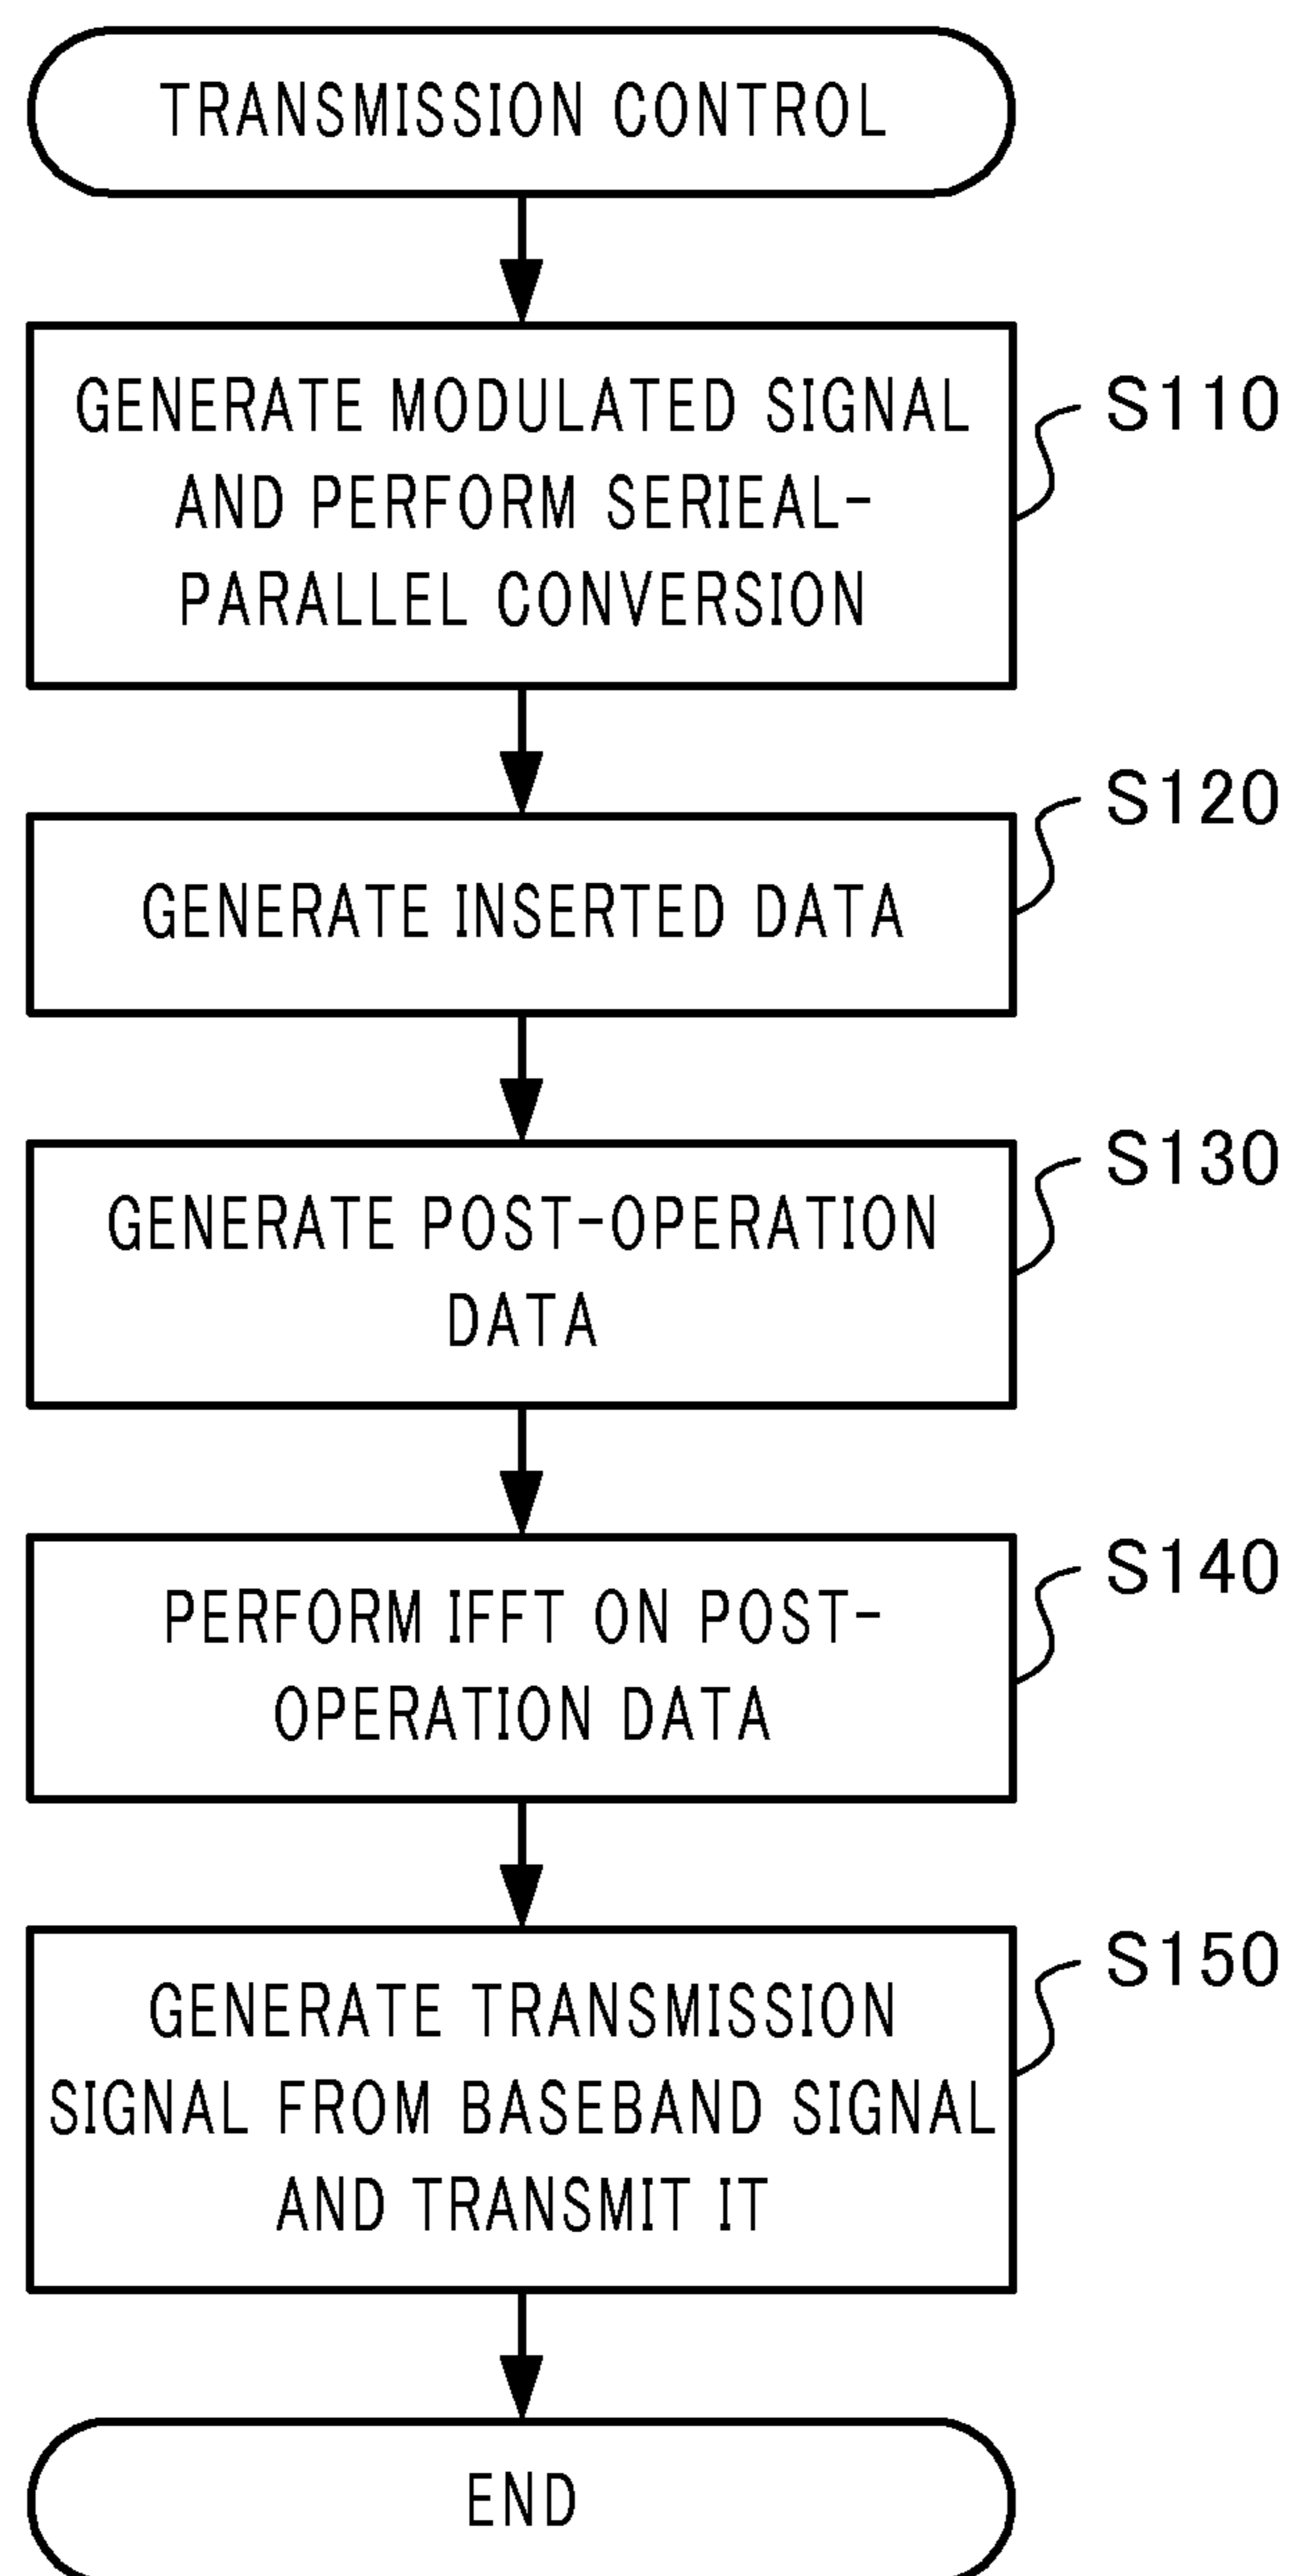 TRANSMISSION CONTROL
GENERATE MODULATED SIGNAL
AND PERFORM SERIEAL-
PARALLEL CONVERSION
S110
GENERATE INSERTED DATA
S120
GENERATE POST-OPERATION
DATA
S130
PERFORM IFFT ON POST-
OPERATION DATA
S140
GENERATE TRANSMISSION
SIGNAL FROM BASEBAND SIGNAL
AND TRANSMIT IT
S150
END